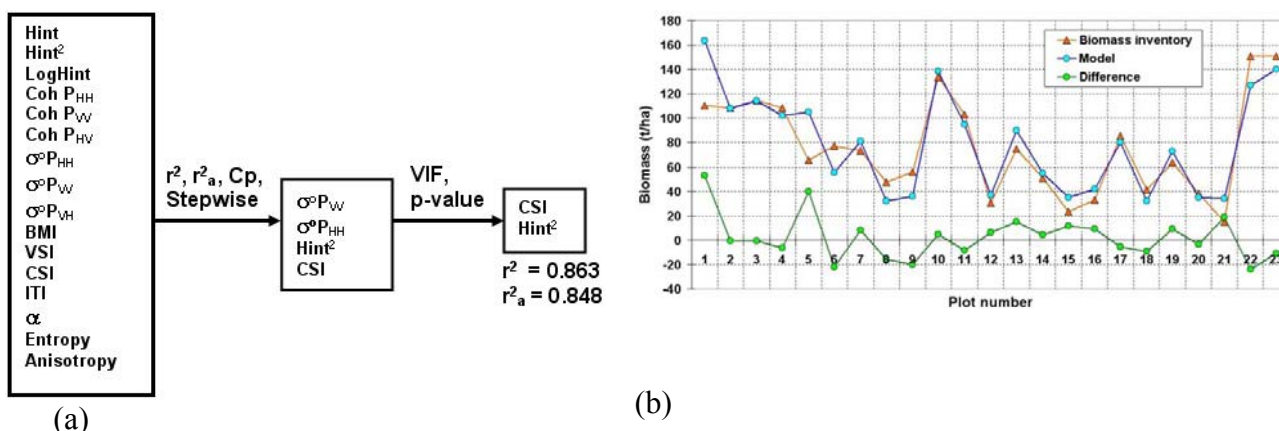 Hint
Hint²
LogHint
Coh P_HH
Coh P_VV
Coh P_HV
σ°P_HH
σ°P_VV
σ°P_VH
BMI
VSI
CSI
ITI
α
Entropy
Anisotropy
r², r²_a, Cp,
Stepwise
σ°P_VV
σ°P_HH
Hint²
CSI
VIF,
p-value
CSI
Hint²
r² = 0.863
r²_a = 0.848
(a)
180
160
140
120
100
80
60
40
20
0
-20
-40
Biomass (t/ha)
Biomass inventory
Model
Difference
1 2 3 4 5 6 7 8 9 10 11 12 13 14 15 16 17 18 19 20 21 22 23
Plot number
(b)